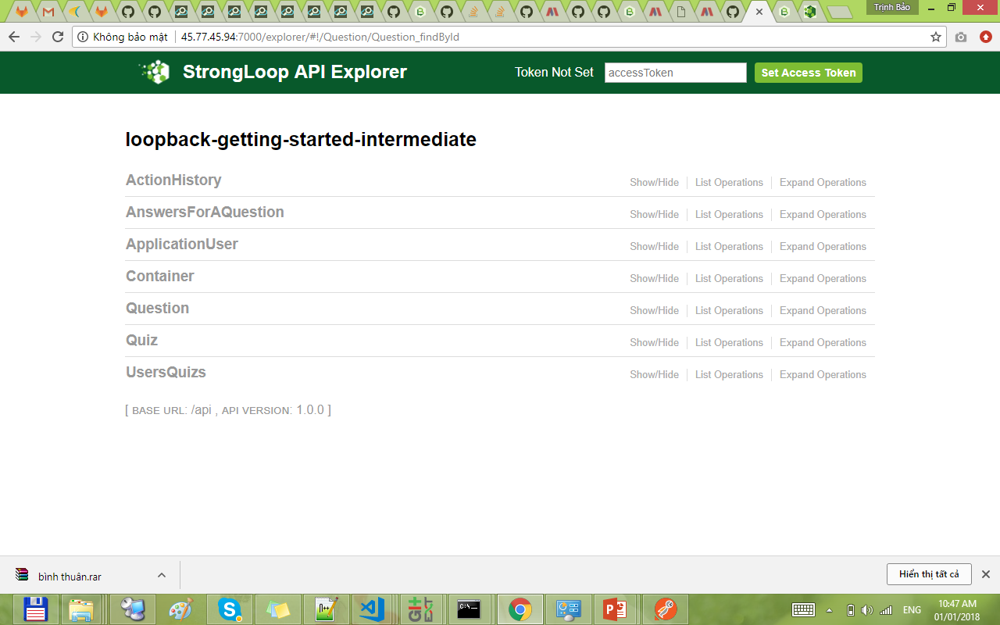 Trịnh Bảo
Không bảo mật
45.77.45.94:7000/explorer/#!/Question/Question_findById
StrongLoop API Explorer
Token Not Set
accessToken
Set Access Token
loopback-getting-started-intermediate
ActionHistory Show/Hide List Operations Expand Operations
AnswersForAQuestion Show/Hide List Operations Expand Operations
ApplicationUser Show/Hide List Operations Expand Operations
Container Show/Hide List Operations Expand Operations
Question Show/Hide List Operations Expand Operations
Quiz Show/Hide List Operations Expand Operations
UsersQuizs Show/Hide List Operations Expand Operations
[ BASE URL: /api , API VERSION: 1.0.0 ]
bình thuân.rar
Hiển thị tất cả
ENG
10:47 AM
01/01/2018